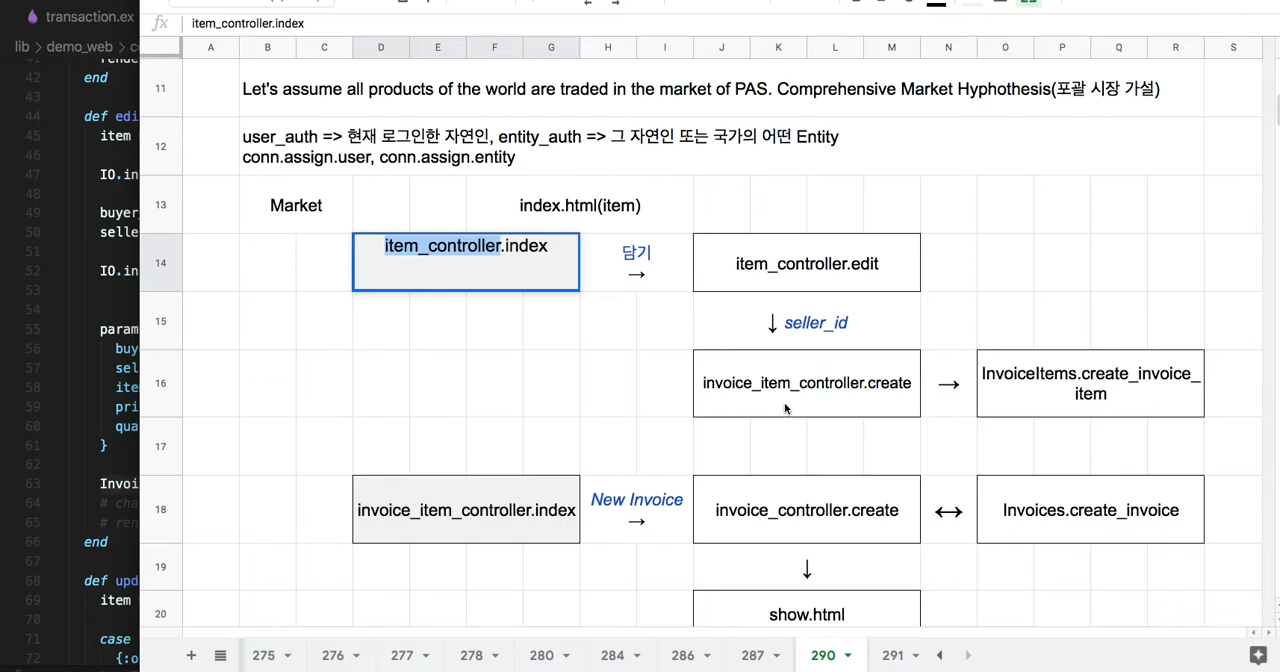 transaction.ex
lib > demo_web > c
fx item_controller.index
A B C D E F G H I J K L M N O P Q R S
42 end
43
44 def edi
45 item
46
47 IO.in
48
49 buyer
50 selle
51
52 IO.in
53
54
55 param
56 buy
57 sel
58 ite
59 pri
60 qua
61 }
62
63 Invoi
64 # cha
65 # ren
66 end
67
68 def upd
69 item
70
71 case
72 {:o
11 Let's assume all products of the world are traded in the market of PAS. Comprehensive Market Hyphothesis(포괄 시장 가설)
12 user_auth => 현재 로그인한 자연인, entity_auth => 그 자연인 또는 국가의 어떤 Entity
conn.assign.user, conn.assign.entity
13 Market index.html(item)
14 item_controller.index 담기 → item_controller.edit
15 ↓ seller_id
16 invoice_item_controller.create → InvoiceItems.create_invoice_
item
17
18 invoice_item_controller.index New Invoice → invoice_controller.create ↔ Invoices.create_invoice
19 ↓
20 show.html
+ 275 276 277 278 280 284 286 287 290 291